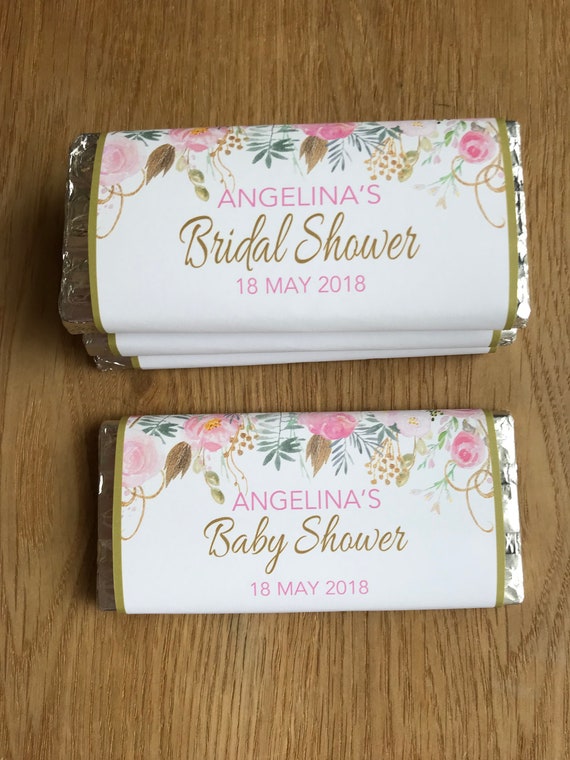 ANGELINA'S
Bridal Shower
18 MAY 2018
ANGELINA'S
Baby Shower
18 MAY 2018